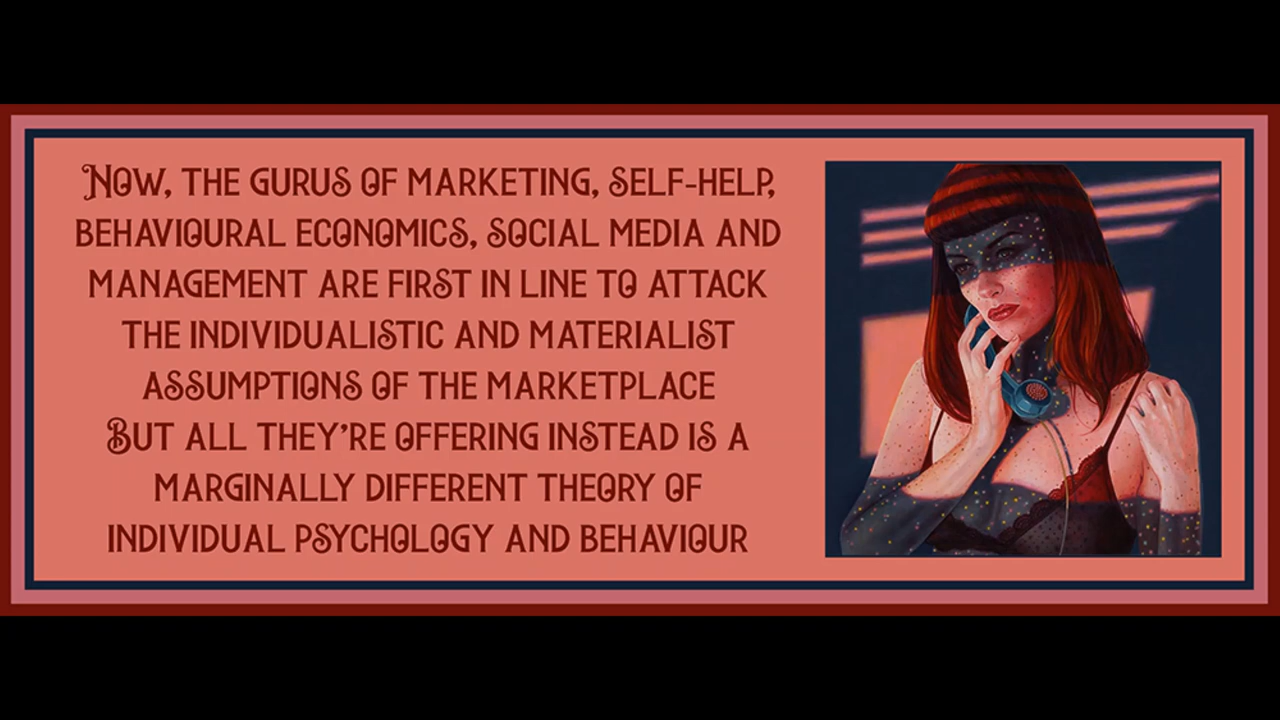 Now, the gurus of marketing, self-help,
behavioural economics, social media and
management are first in line to attack
the individualistic and materialist
assumptions of the marketplace
But all they're offering instead is a
marginally different theory of
individual psychology and behaviour